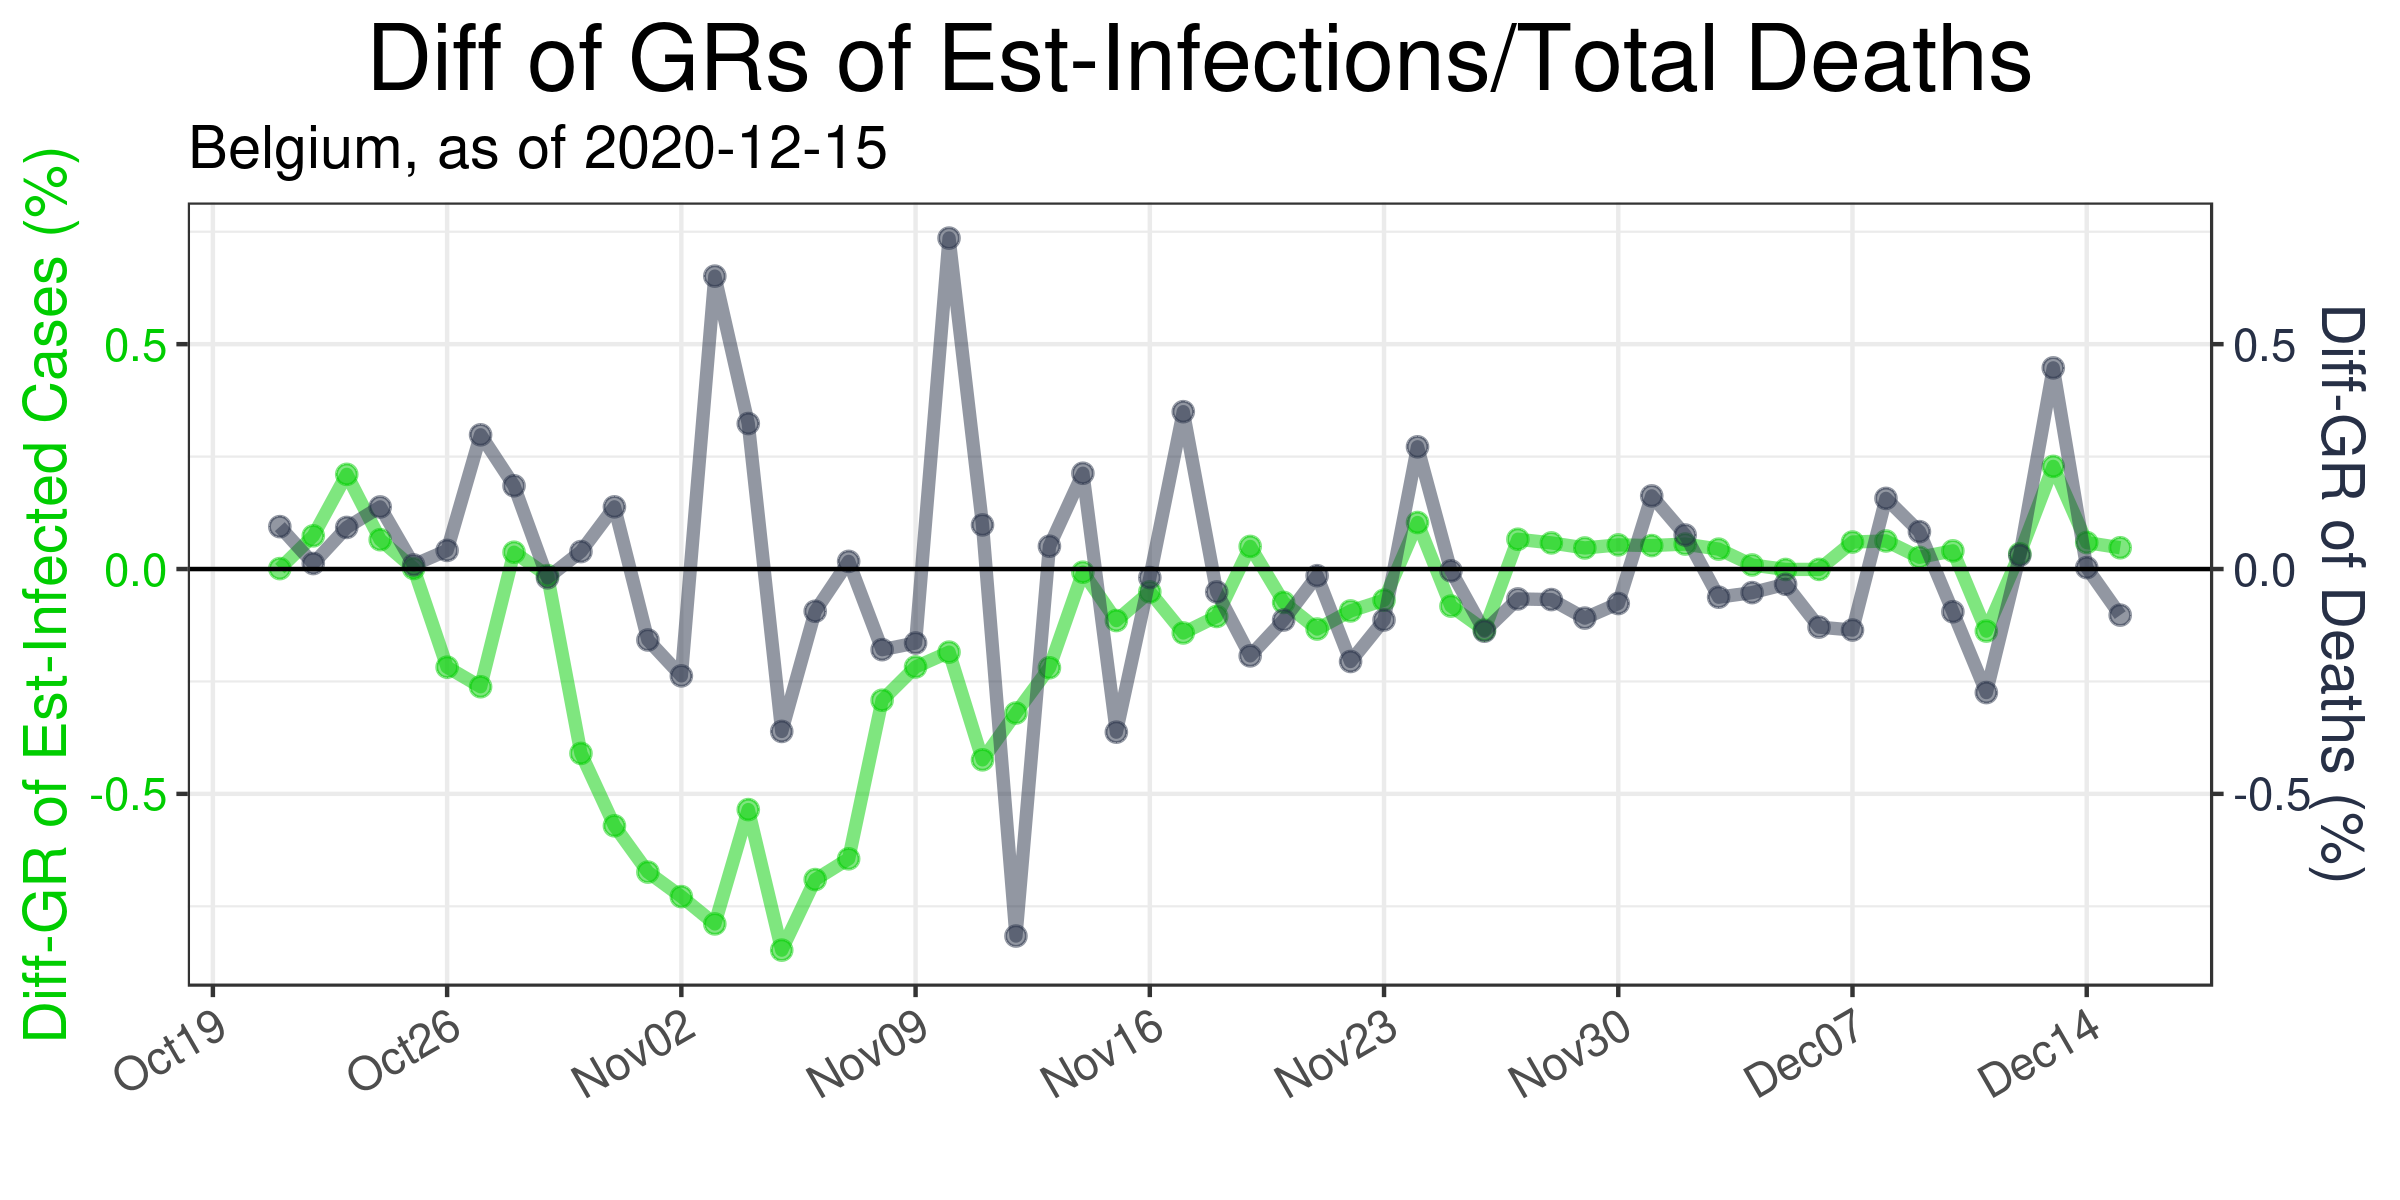 Diff of GRs of Est-Infections/Total Deaths
Belgium, as of 2020-12-15
Diff-GR of Est-Infected Cases (%)
0.5
0.0
-0.5
0.5
0.0
-0.5
Diff-GR of Deaths (%)
Oct19
Oct26
Nov02
Nov09
Nov16
Nov23
Nov30
Dec07
Dec14